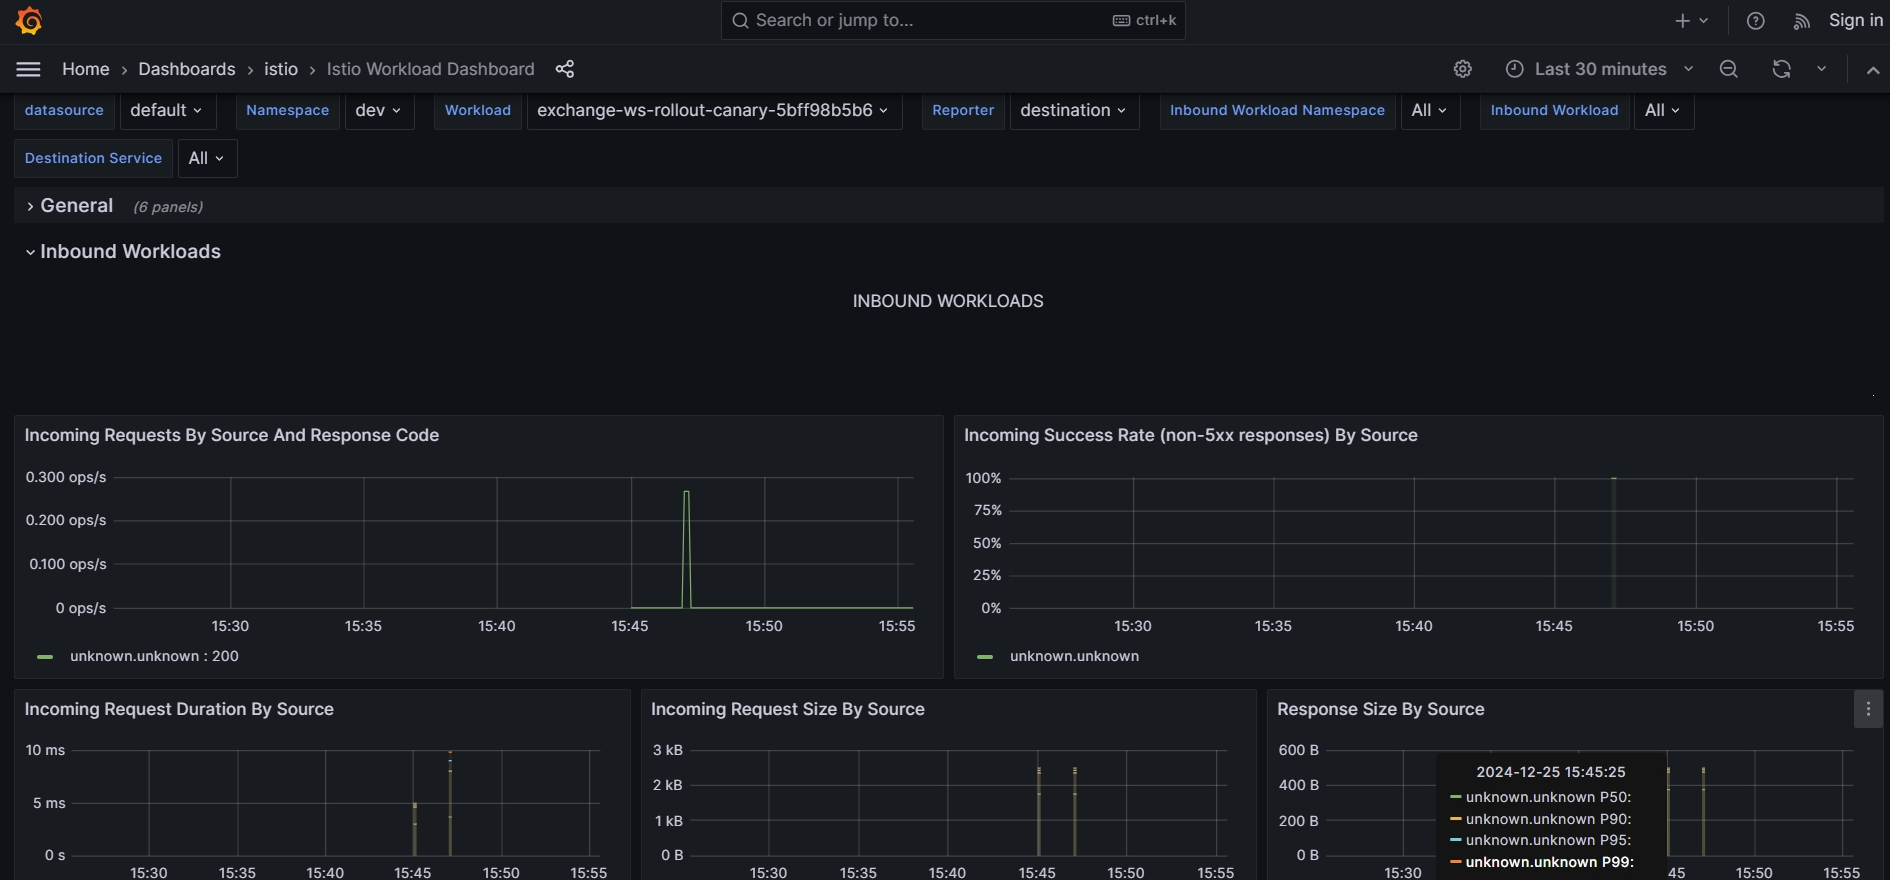 Search or jump to... ctrl+k Sign in
Home › Dashboards › istio › Istio Workload Dashboard Last 30 minutes
datasource default Namespace dev Workload exchange-ws-rollout-canary-5bff98b5b6 Reporter destination Inbound Workload Namespace All Inbound Workload All
Destination Service All
General (6 panels)
Inbound Workloads
INBOUND WORKLOADS
Incoming Requests By Source And Response Code
0.300 ops/s
0.200 ops/s
0.100 ops/s
0 ops/s
15:30 15:35 15:40 15:45 15:50 15:55
unknown.unknown : 200
Incoming Success Rate (non-5xx responses) By Source
100%
75%
50%
25%
0%
15:30 15:35 15:40 15:45 15:50 15:55
unknown.unknown
Incoming Request Duration By Source
10 ms
5 ms
0 s
15:30 15:35 15:40 15:45 15:50 15:55
Incoming Request Size By Source
3 kB
2 kB
1 kB
0 B
15:30 15:35 15:40 15:45 15:50 15:55
Response Size By Source
600 B
400 B
200 B
0 B
15:30 45 15:50 15:55
2024-12-25 15:45:25
unknown.unknown P50:
unknown.unknown P90:
unknown.unknown P95:
unknown.unknown P99: